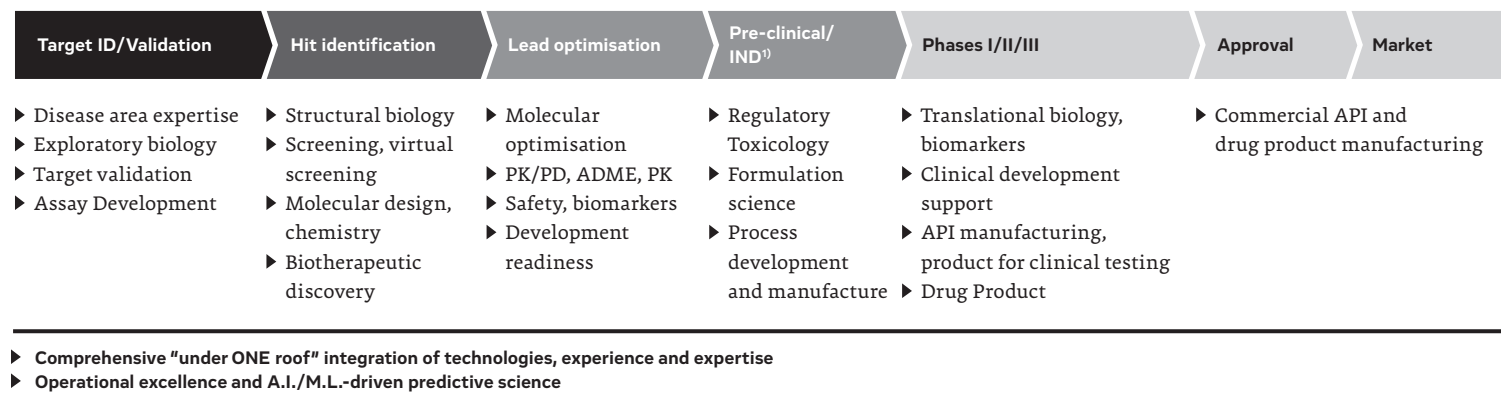 Target ID/Validation
Hit identification
Lead optimisation
Pre-clinical/
IND1)
Phases I/II/III
Approval
Market
▶ Disease area expertise
▶ Exploratory biology
▶ Target validation
▶ Assay Development
▶ Structural biology
▶ Screening, virtual
screening
▶ Molecular design,
chemistry
▶ Biotherapeutic
discovery
▶ Molecular
optimisation
▶ PK/PD, ADME, PK
▶ Safety, biomarkers
▶ Development
readiness
▶ Regulatory
Toxicology
▶ Formulation
science
▶ Process
development
and manufacture
▶ Translational biology,
biomarkers
▶ Clinical development
support
▶ API manufacturing,
product for clinical testing
▶ Drug Product
▶ Commercial API and
drug product manufacturing
▶ Comprehensive "under ONE roof" integration of technologies, experience and expertise
▶ Operational excellence and A.I./M.L.-driven predictive science